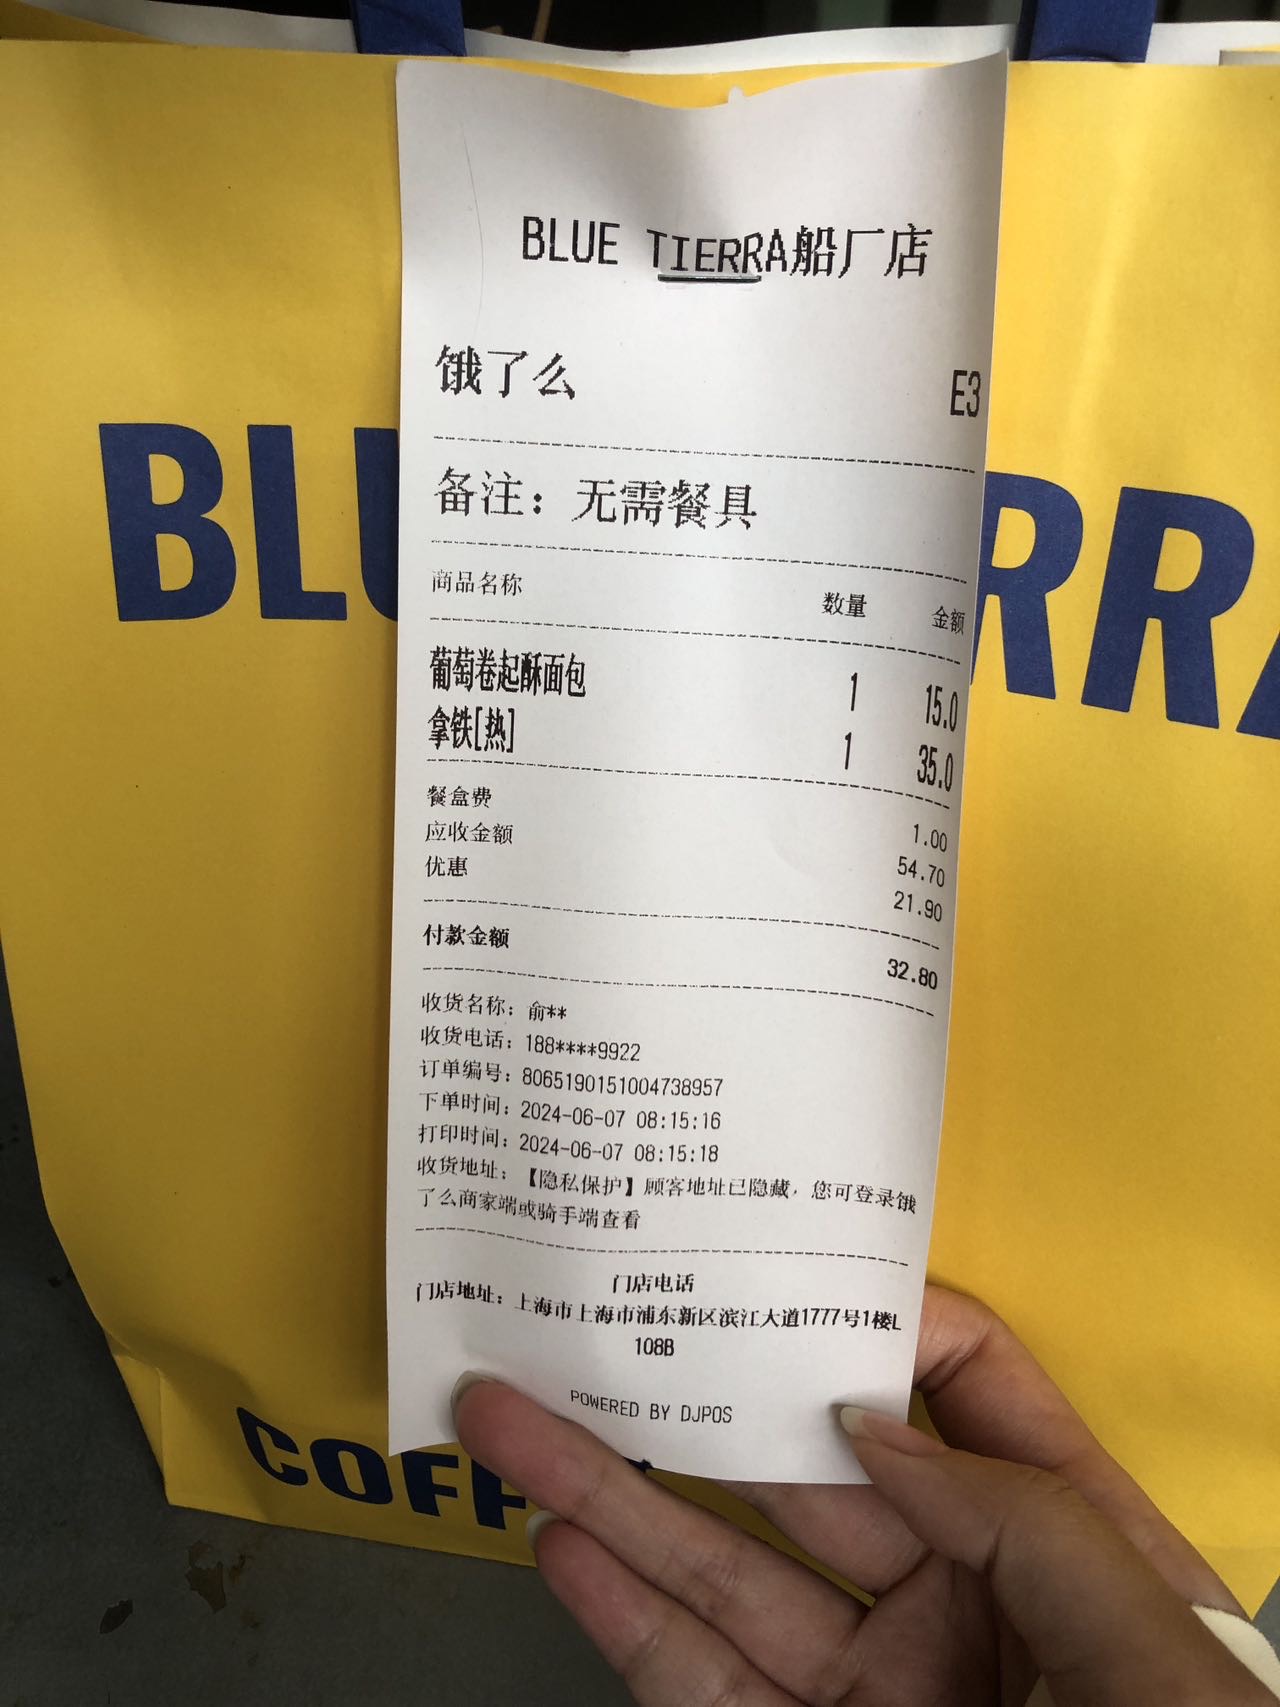 BLUE TIERRA船厂店
饿了么 E3
备注：无需餐具
商品名称 数量 金额
葡萄卷起酥面包 1 15.0
拿铁[热] 1 35.0
餐盒费 1.00
应收金额 54.70
优惠 21.90
付款金额 32.80
收货名称：俞**
收货电话：188****9922
订单编号：8065190151004738957
下单时间：2024-06-07 08:15:16
打印时间：2024-06-07 08:15:18
收货地址：【隐私保护】顾客地址已隐藏，您可登录饿
了么商家端或骑手端查看
门店电话
门店地址：上海市上海市浦东新区滨江大道1777号1楼L
108B
POWERED BY DJPOS
BLU RRA
COFF